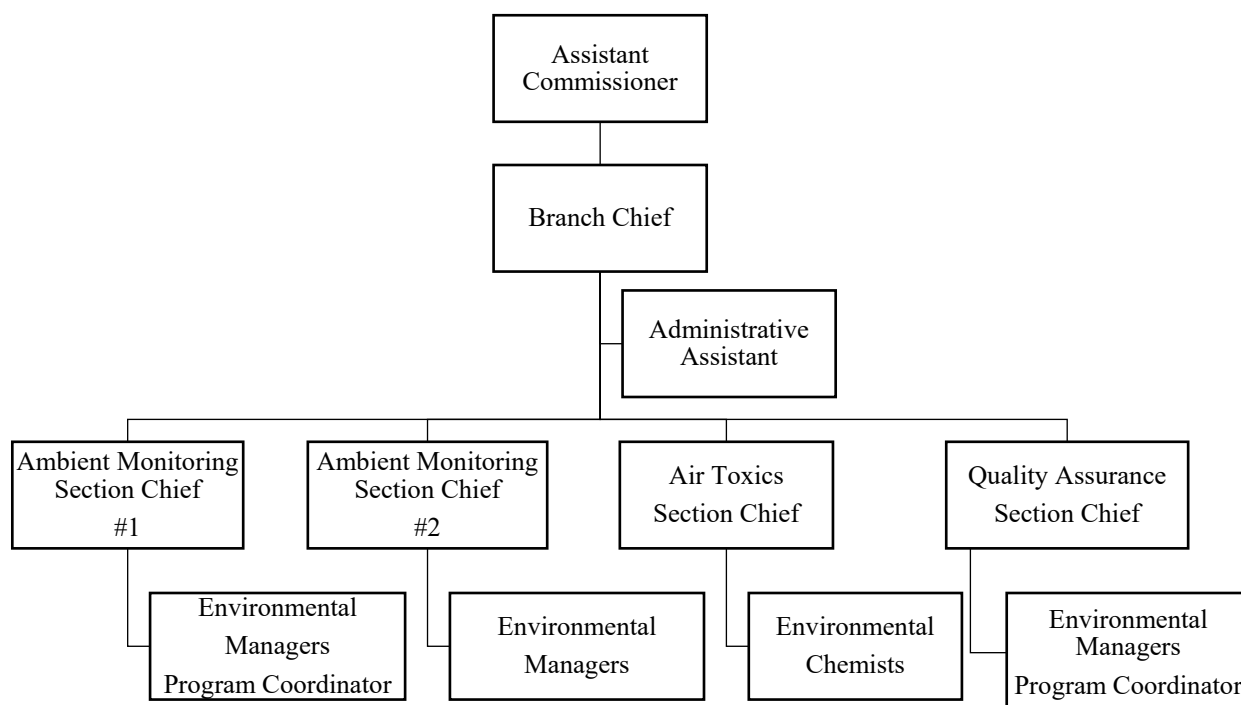 Assistant
Commissioner
Branch Chief
Administrative
Assistant
Ambient Monitoring
Section Chief
#1
Ambient Monitoring
Section Chief
#2
Air Toxics
Section Chief
Quality Assurance
Section Chief
Environmental
Managers
Program Coordinator
Environmental
Managers
Environmental
Chemists
Environmental
Managers
Program Coordinator